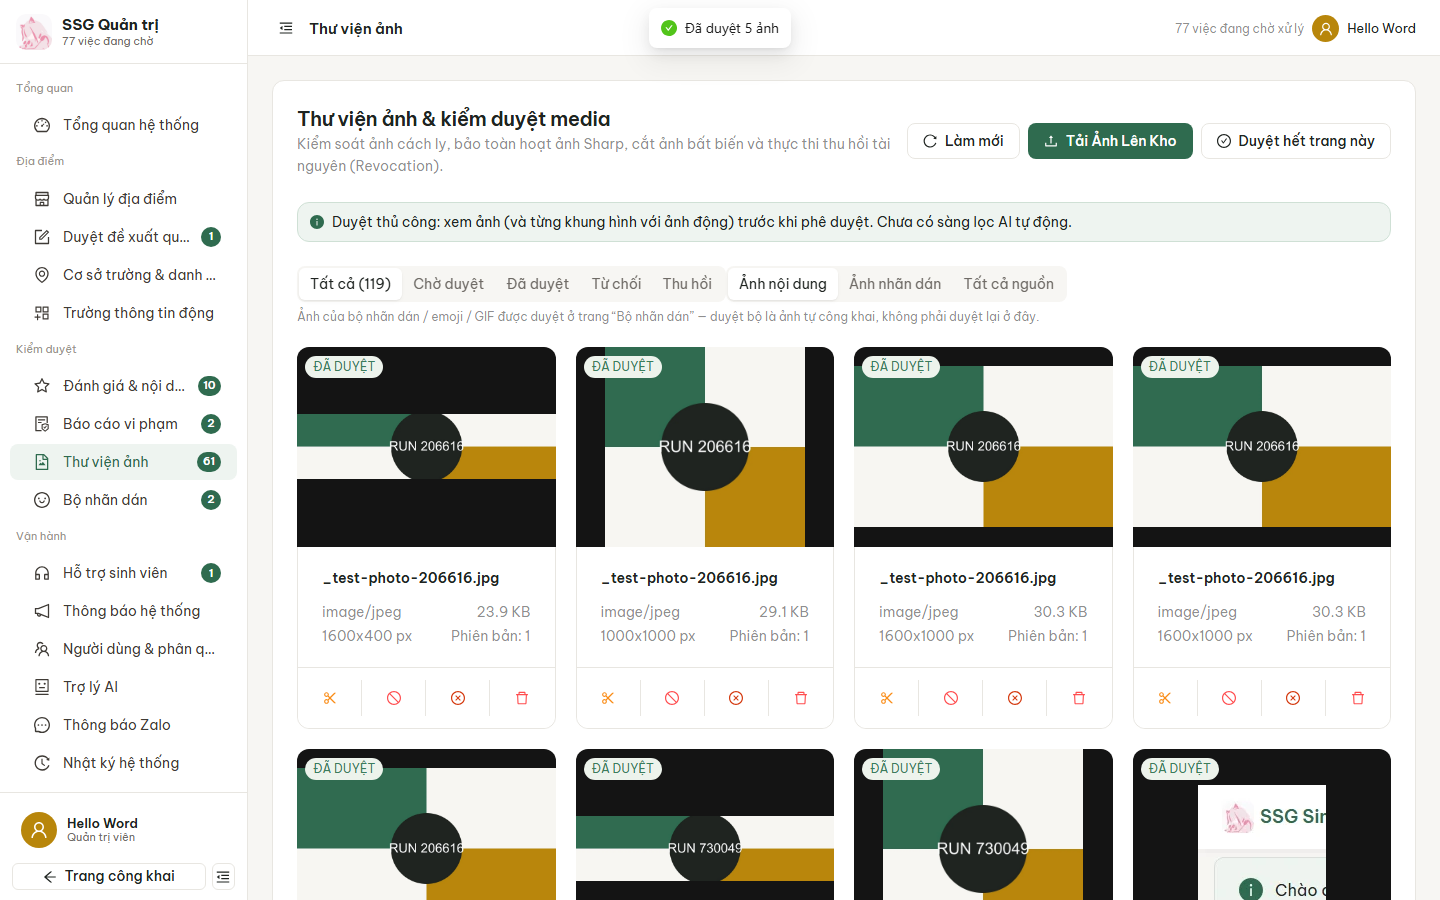 SSG Quản trị
77 việc đang chờ
Tổng quan
Tổng quan hệ thống
Địa điểm
Quản lý địa điểm
Duyệt đề xuất qu...
1
Cơ sở trường & danh ...
Trường thông tin động
Kiểm duyệt
Đánh giá & nội d...
10
Báo cáo vi phạm
2
Thư viện ảnh
61
Bộ nhãn dán
2
Vận hành
Hỗ trợ sinh viên
1
Thông báo hệ thống
Người dùng & phân q...
Trợ lý AI
Thông báo Zalo
Nhật ký hệ thống
Hello Word
Quản trị viên
Trang công khai
Thư viện ảnh
Đã duyệt 5 ảnh
77 việc đang chờ xử lý
Hello Word
Thư viện ảnh & kiểm duyệt media
Kiểm soát ảnh cách ly, bảo toàn hoạt ảnh Sharp, cắt ảnh bất biến và thực thi thu hồi tài
nguyên (Revocation).
Làm mới
Tải Ảnh Lên Kho
Duyệt hết trang này
Duyệt thủ công: xem ảnh (và từng khung hình với ảnh động) trước khi phê duyệt. Chưa có sàng lọc AI tự động.
Tất cả (119) Chờ duyệt Đã duyệt Từ chối Thu hồi Ảnh nội dung Ảnh nhãn dán Tất cả nguồn
Ảnh của bộ nhãn dán / emoji / GIF được duyệt ở trang “Bộ nhãn dán” — duyệt bộ là ảnh tự công khai, không phải duyệt lại ở đây.
ĐÃ DUYỆT
RUN 206616
_test-photo-206616.jpg
image/jpeg 23.9 KB
1600x400 px Phiên bản: 1
ĐÃ DUYỆT
RUN 206616
_test-photo-206616.jpg
image/jpeg 29.1 KB
1000x1000 px Phiên bản: 1
ĐÃ DUYỆT
RUN 206616
_test-photo-206616.jpg
image/jpeg 30.3 KB
1600x1000 px Phiên bản: 1
ĐÃ DUYỆT
RUN 206616
_test-photo-206616.jpg
image/jpeg 30.3 KB
1600x1000 px Phiên bản: 1
ĐÃ DUYỆT
RUN 206616
ĐÃ DUYỆT
RUN 730049
ĐÃ DUYỆT
RUN 730049
ĐÃ DUYỆT
SSG Sin
Chào